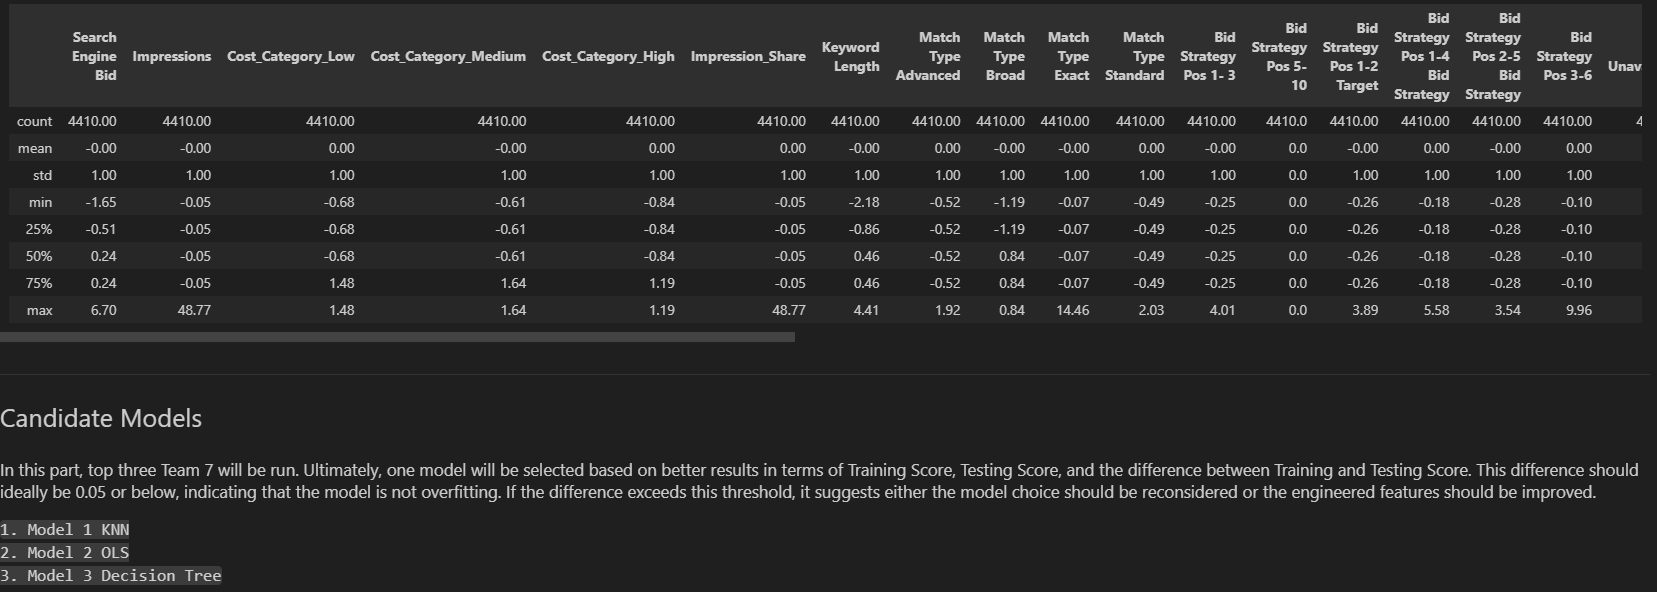 Search Engine Bid Impressions Cost_Category_Low Cost_Category_Medium Cost_Category_High Impression_Share Keyword Length Match Type Advanced Match Type Broad Match Type Exact Match Type Standard Bid Strategy Pos 1- 3 Bid Strategy Pos 5- 10 Bid Strategy Pos 1-2 Target Bid Strategy Pos 1-4 Bid Strategy Bid Strategy Pos 2-5 Bid Strategy Bid Strategy Pos 3-6 Unav
count 4410.00 4410.00 4410.00 4410.00 4410.00 4410.00 4410.00 4410.00 4410.00 4410.00 4410.00 4410.00 4410.0 4410.00 4410.00 4410.00 4410.00 4
mean -0.00 -0.00 0.00 -0.00 0.00 0.00 -0.00 0.00 -0.00 -0.00 0.00 -0.00 0.0 -0.00 0.00 -0.00 0.00
std 1.00 1.00 1.00 1.00 1.00 1.00 1.00 1.00 1.00 1.00 1.00 1.00 0.0 1.00 1.00 1.00 1.00
min -1.65 -0.05 -0.68 -0.61 -0.84 -0.05 -2.18 -0.52 -1.19 -0.07 -0.49 -0.25 0.0 -0.26 -0.18 -0.28 -0.10
25% -0.51 -0.05 -0.68 -0.61 -0.84 -0.05 -0.86 -0.52 -1.19 -0.07 -0.49 -0.25 0.0 -0.26 -0.18 -0.28 -0.10
50% 0.24 -0.05 -0.68 -0.61 -0.84 -0.05 0.46 -0.52 0.84 -0.07 -0.49 -0.25 0.0 -0.26 -0.18 -0.28 -0.10
75% 0.24 -0.05 1.48 1.64 1.19 -0.05 0.46 -0.52 0.84 -0.07 -0.49 -0.25 0.0 -0.26 -0.18 -0.28 -0.10
max 6.70 48.77 1.48 1.64 1.19 48.77 4.41 1.92 0.84 14.46 2.03 4.01 0.0 3.89 5.58 3.54 9.96
Candidate Models
In this part, top three Team 7 will be run. Ultimately, one model will be selected based on better results in terms of Training Score, Testing Score, and the difference between Training and Testing Score. This difference should
ideally be 0.05 or below, indicating that the model is not overfitting. If the difference exceeds this threshold, it suggests either the model choice should be reconsidered or the engineered features should be improved.
1. Model 1 KNN
2. Model 2 OLS
3. Model 3 Decision Tree